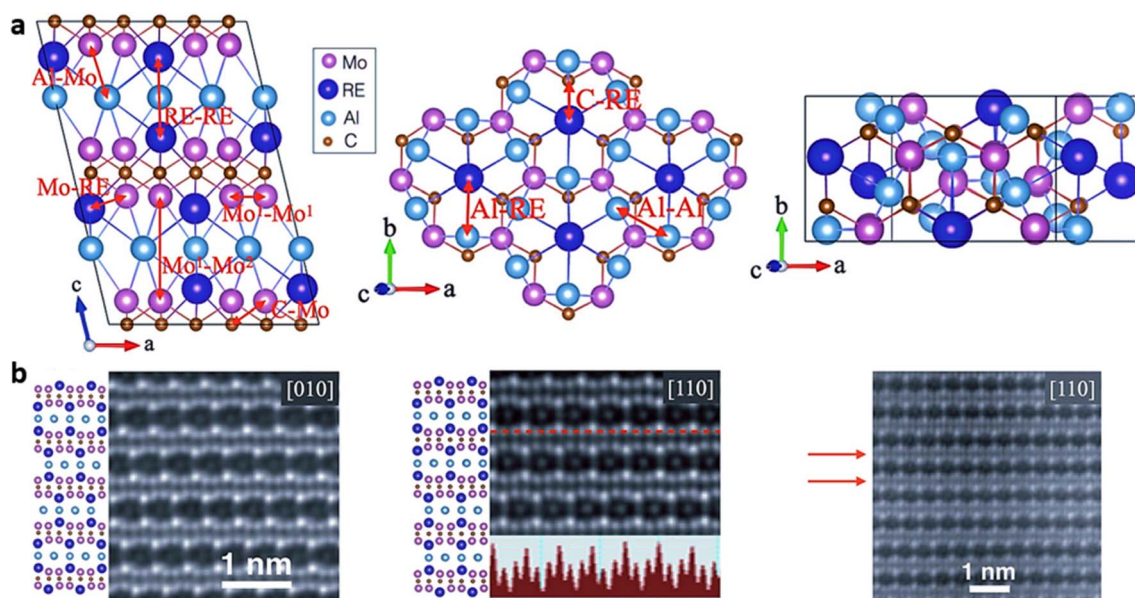 a
Al-Mo
RE-RE
Mo-RE
Mo¹-Mo¹
Mo¹-Mo²
C-Mo
c
a
Mo
RE
Al
C
C-RE
Al-RE
Al-Al
b
c
a
b
c
a
b
[010]
1 nm
[110]
[110]
1 nm